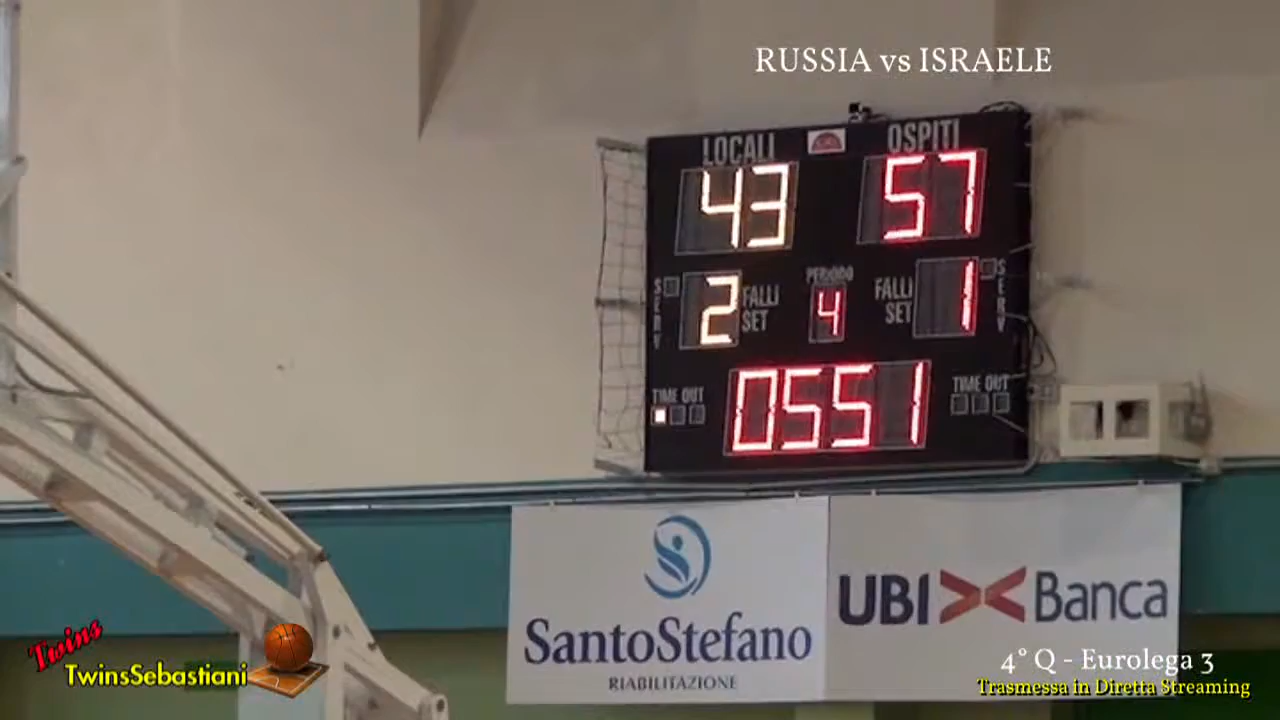 RUSSIA vs ISRAELE
LOCALI OSPITI
43 57
PERIODO
SERV 2 FALLI SET 4 FALLI SET 1 SERV
TIME OUT 0551 TIME OUT
SantoStefano
RIABILITAZIONE
UBI Banca
Twins
TwinsSebastiani
4° Q - Eurolega 3
Trasmessa in Diretta Streaming